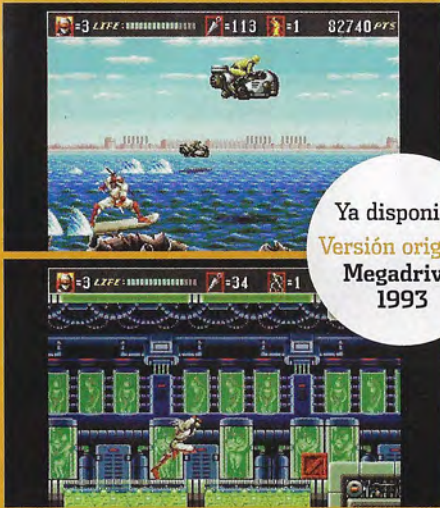 =3 LIFE: =113 =1 82740 PTS
Ya disponi
Versión orig
Megadriv
1993
=3 LIFE: =34 =1